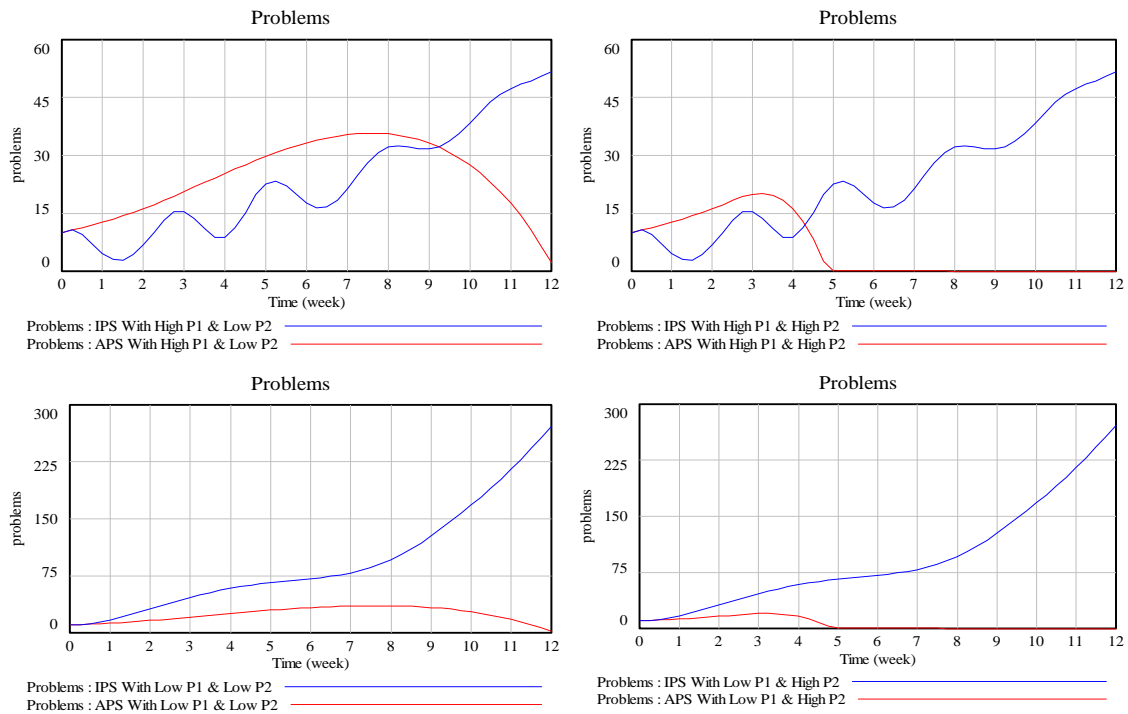 Problems
60
45
30
15
0
problems
0 1 2 3 4 5 6 7 8 9 10 11 12
Time (week)
Problems : IPS With High P1 & Low P2
Problems : APS With High P1 & Low P2
Problems
60
45
30
15
0
problems
0 1 2 3 4 5 6 7 8 9 10 11 12
Time (week)
Problems : IPS With High P1 & High P2
Problems : APS With High P1 & High P2
Problems
300
225
150
75
0
problems
0 1 2 3 4 5 6 7 8 9 10 11 12
Time (week)
Problems : IPS With Low P1 & Low P2
Problems : APS With Low P1 & Low P2
Problems
300
225
150
75
0
problems
0 1 2 3 4 5 6 7 8 9 10 11 12
Time (week)
Problems : IPS With Low P1 & High P2
Problems : APS With Low P1 & High P2